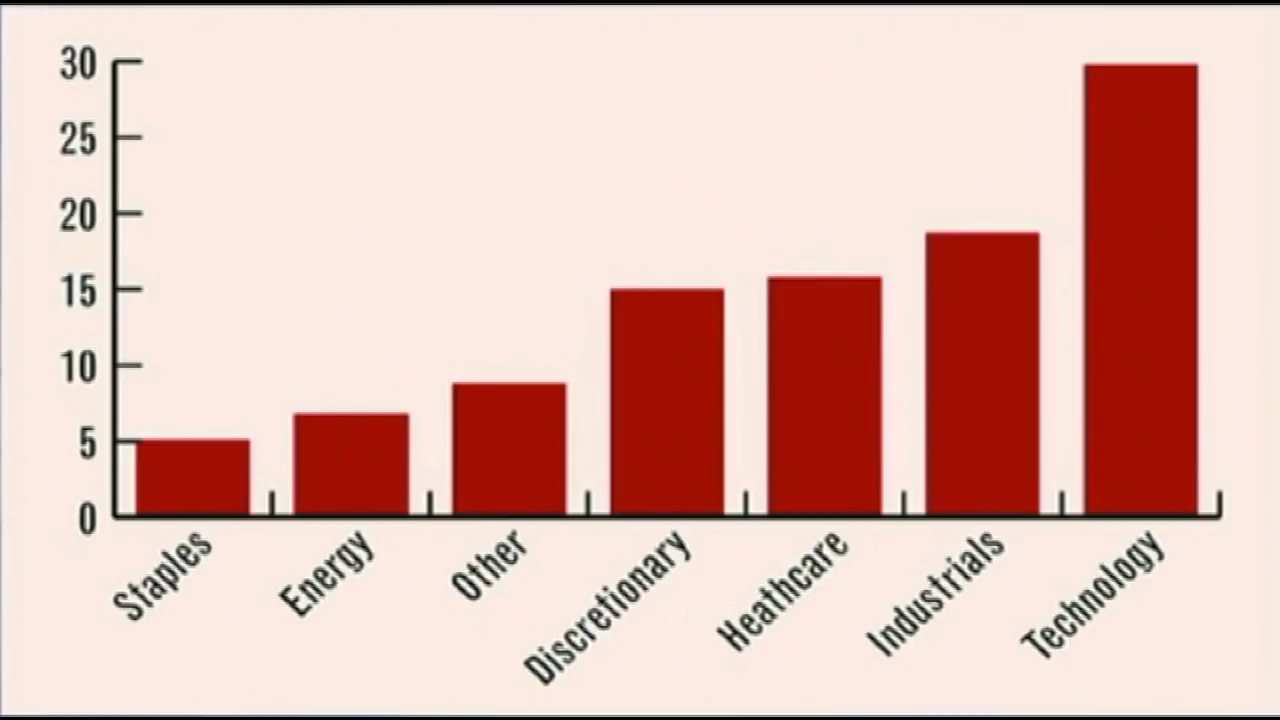 30
25
20
15
10
5
0
Staples
Energy
Other
Discretionary
Heathcare
Industrials
Technology